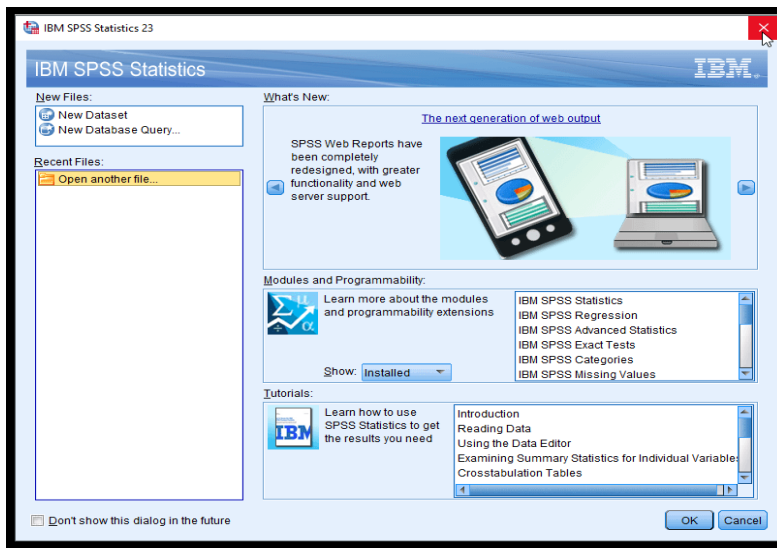 IBM SPSS Statistics 23
IBM SPSS Statistics
IBM
New Files:
New Dataset
New Database Query...
Recent Files:
Open another file...
What's New:
The next generation of web output
SPSS Web Reports have
been completely
redesigned, with greater
functionality and web
server support.
Modules and Programmability:
Learn more about the modules
and programmability extensions
Show: Installed
IBM SPSS Statistics
IBM SPSS Regression
IBM SPSS Advanced Statistics
IBM SPSS Exact Tests
IBM SPSS Categories
IBM SPSS Missing Values
Tutorials:
IBM
Learn how to use
SPSS Statistics to get
the results you need
Introduction
Reading Data
Using the Data Editor
Examining Summary Statistics for Individual Variable
Crosstabulation Tables
Don't show this dialog in the future
OK
Cancel